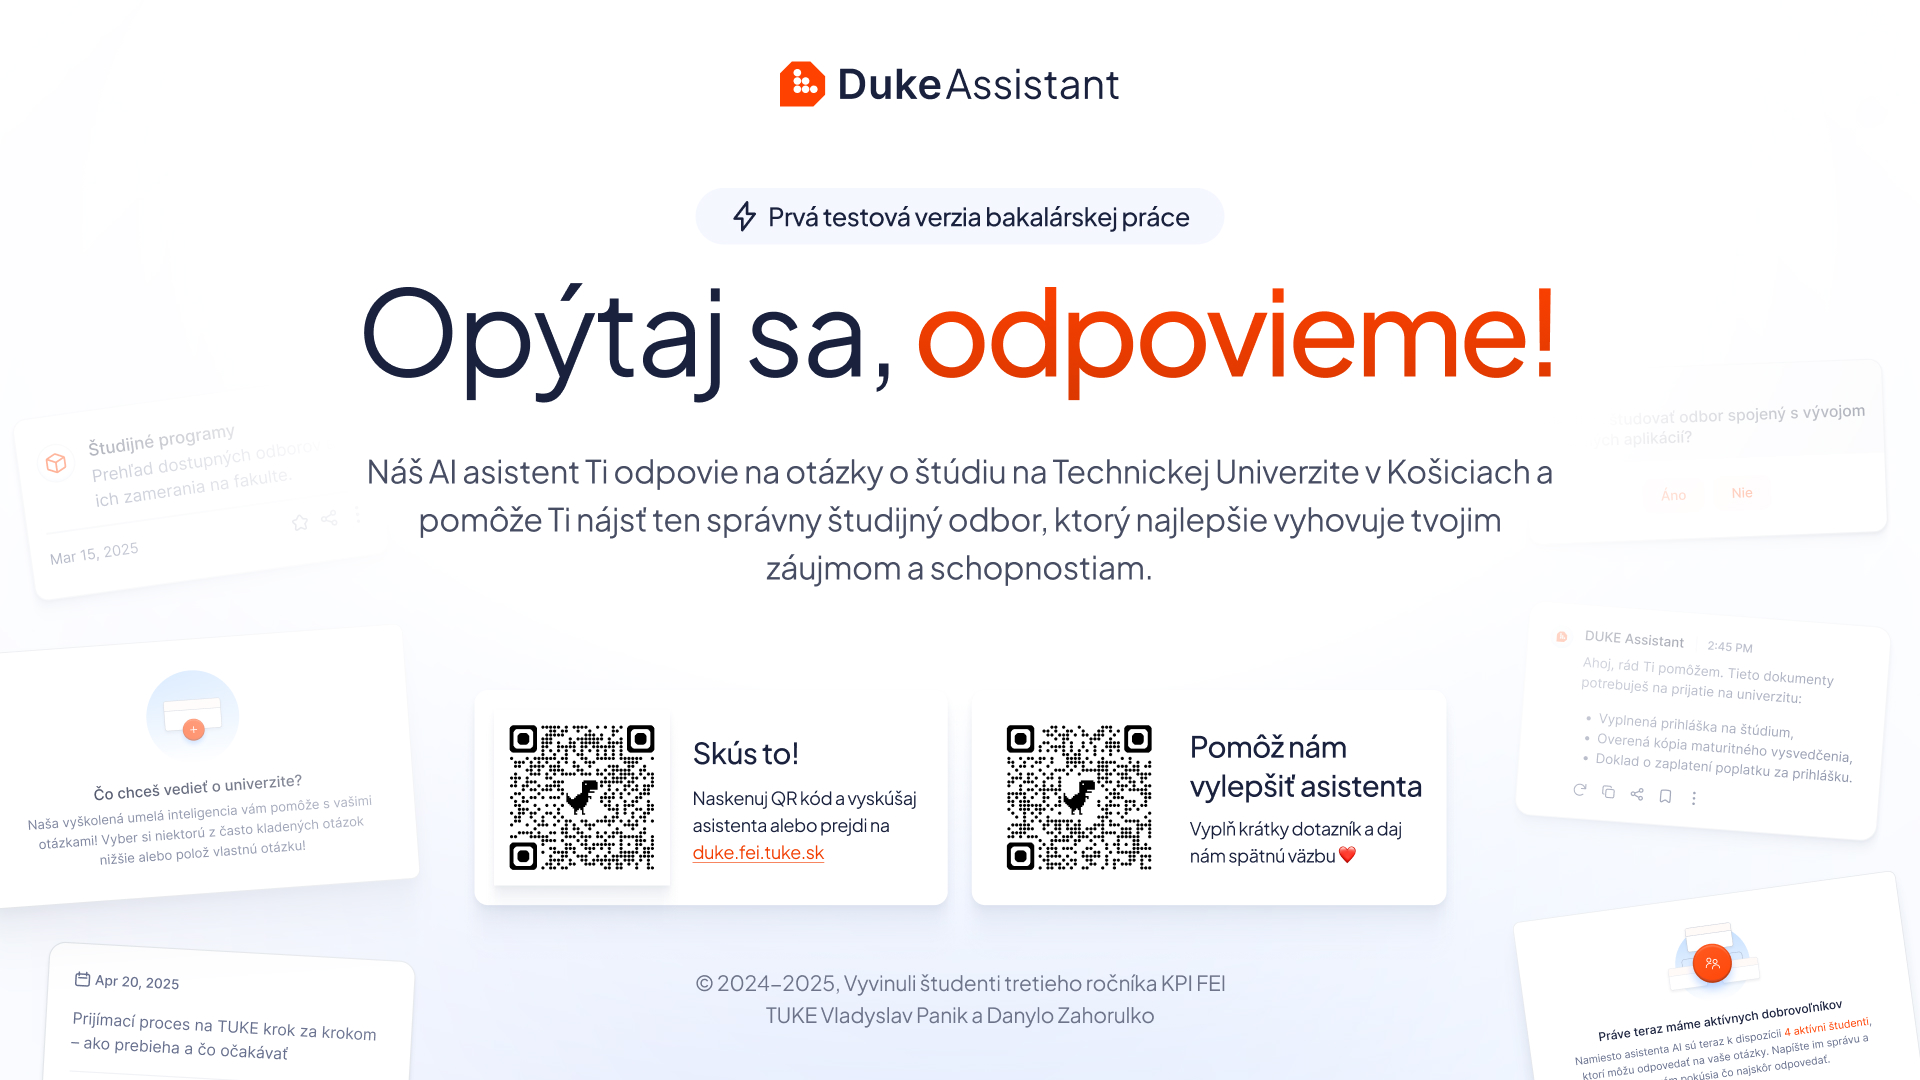 Duke Assistant
Prvá testová verzia bakalárskej práce
Opýtaj sa, odpovieme!
Náš AI asistent Ti odpovie na otázky o štúdiu na Technickej Univerzite v Košiciach a
pomôže Ti nájsť ten správny študijný odbor, ktorý najlepšie vyhovuje tvojim
záujmom a schopnostiam.
Študijné programy
Prehľad dostupných odborov
ich zamerania na fakulte.
Mar 15, 2025
Čo chceš vedieť o univerzite?
Naša vyškolená umelá inteligencia vám pomôže s vašimi
otázkami! Vyber si niektorú z často kladených otázok
nižšie alebo polož vlastnú otázku!
Apr 20, 2025
Prijímací proces na TUKE krok za krokom
– ako prebieha a čo očakávať
Skús to!
Naskenuj QR kód a vyskúšaj
asistenta alebo prejdi na
duke.fei.tuke.sk
Pomôž nám
vylepšiť asistenta
Vyplň krátky dotazník a daj
nám spätnú väzbu ❤️
odbor spojený s vývojom
aplikácií?
Áno
Nie
DUKE Assistant 2:45 PM
Ahoj, rád Ti pomôžem. Tieto dokumenty
potrebuješ na prijatie na univerzitu:
• Vyplnená prihláška na štúdium,
• Overená kópia maturitného vysvedčenia,
• Doklad o zaplatení poplatku za prihlášku.
Práve teraz máme aktívnych dobrovoľníkov
Namiesto asistenta AI sú teraz k dispozícii 4 aktívni študenti,
ktorí môžu odpovedať na vaše otázky. Napíšte im správu a
pokúsia čo najskôr odpovedať.
© 2024–2025, Vyvinuli študenti tretieho ročníka KPI FEI
TUKE Vladyslav Panik a Danylo Zahorulko